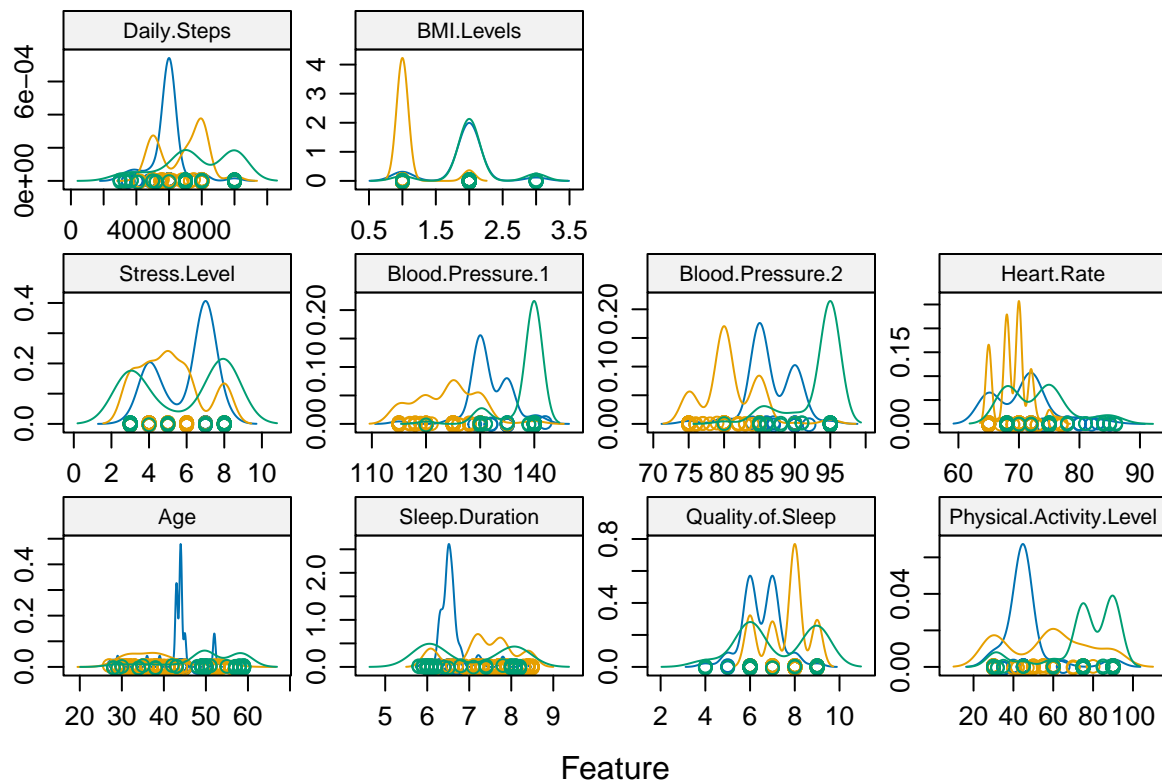 Daily.Steps
BMI.Levels
0e+00 6e−04
0 1 2 3 4
0 4000 8000
0.5 1.5 2.5 3.5
Stress.Level
Blood.Pressure.1
Blood.Pressure.2
Heart.Rate
0.0 0.2 0.4
0.00 0.10 0.20
0.00 0.10 0.20
0.00 0.15
0 2 4 6 8 10
110 120 130 140
70 75 80 85 90 95
60 70 80 90
Age
Sleep.Duration
Quality.of.Sleep
Physical.Activity.Level
0.0 0.2 0.4
0.0 1.0 2.0
0.0 0.4 0.8
0.00 0.04
20 30 40 50 60
5 6 7 8 9
2 4 6 8 10
20 60 100
Feature